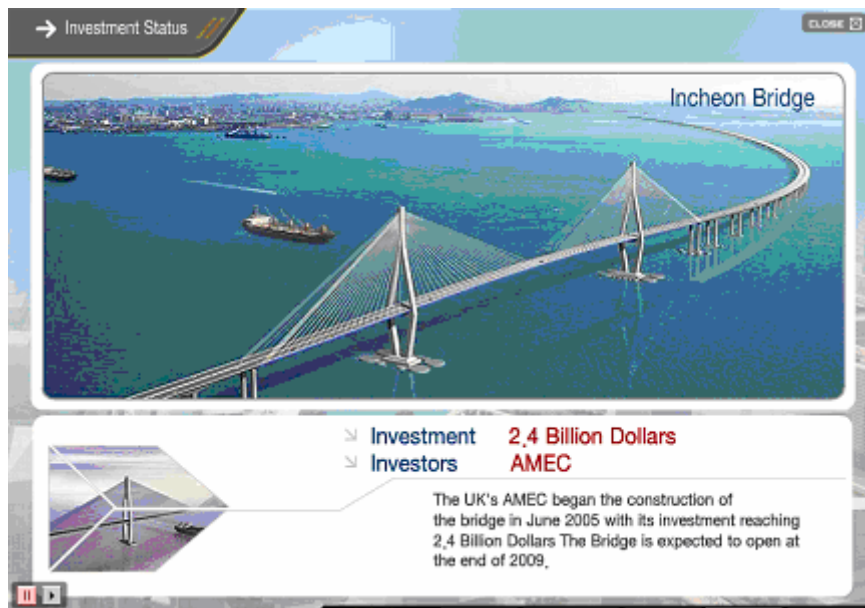 Investment Status
CLOSE
Incheon Bridge
Investment 2.4 Billion Dollars
Investors AMEC
The UK's AMEC began the construction of
the bridge in June 2005 with its investment reaching
2.4 Billion Dollars The Bridge is expected to open at
the end of 2009.